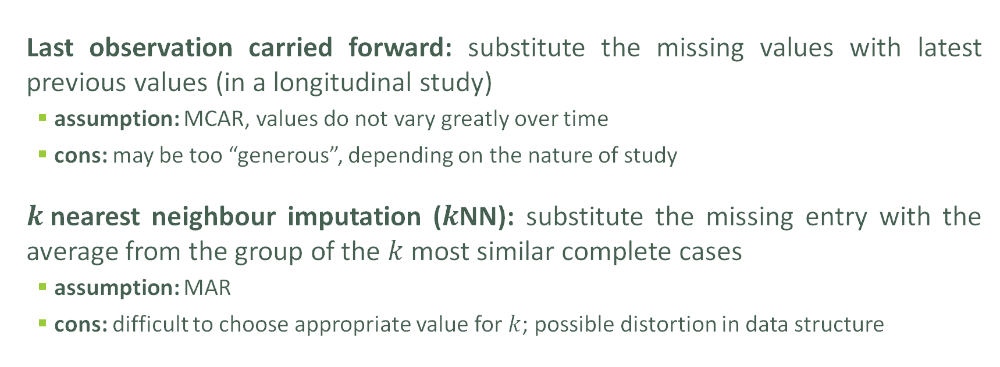 Last observation carried forward: substitute the missing values with latest
previous values (in a longitudinal study)
▪ assumption: MCAR, values do not vary greatly over time
▪ cons: may be too “generous”, depending on the nature of study
k nearest neighbour imputation (kNN): substitute the missing entry with the
average from the group of the k most similar complete cases
▪ assumption: MAR
▪ cons: difficult to choose appropriate value for k; possible distortion in data structure